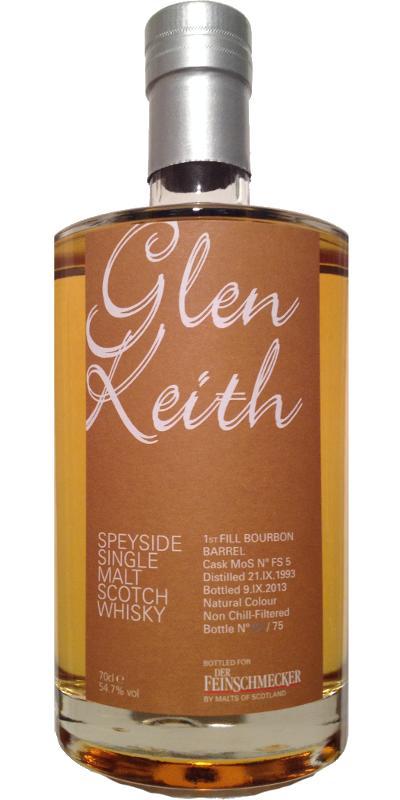 Glen
Keith
SPEYSIDE
SINGLE
MALT
SCOTCH
WHISKY
70cl e
54.7% vol
1ST FILL BOURBON
BARREL
Cask MoS N° FS 5
Distilled 21.IX.1993
Bottled 9.IX.2013
Natural Colour
Non Chill-Filtered
Bottle N° / 75
BOTTLED FOR
DER
FEINSCHMECKER
BY MALTS OF SCOTLAND